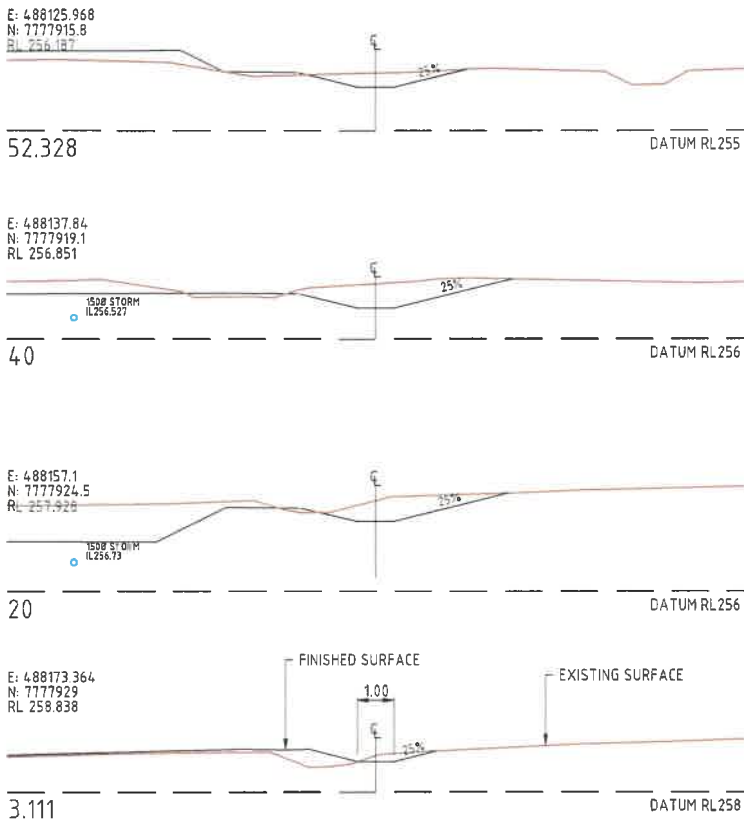 E: 488125.968
N: 7777915.8
RL 256.187
℄
25%
52.328
DATUM RL255
E: 488137.84
N: 7777919.1
RL 256.851
℄
25%
150Ø STORM
IL256.527
40
DATUM RL256
E: 488157.1
N: 7777924.5
RL 257.928
℄
25%
150Ø STORM
IL256.73
20
DATUM RL256
FINISHED SURFACE
EXISTING SURFACE
E: 488173.364
N: 7777929
RL 258.838
1.00
℄
25%
3.111
DATUM RL258